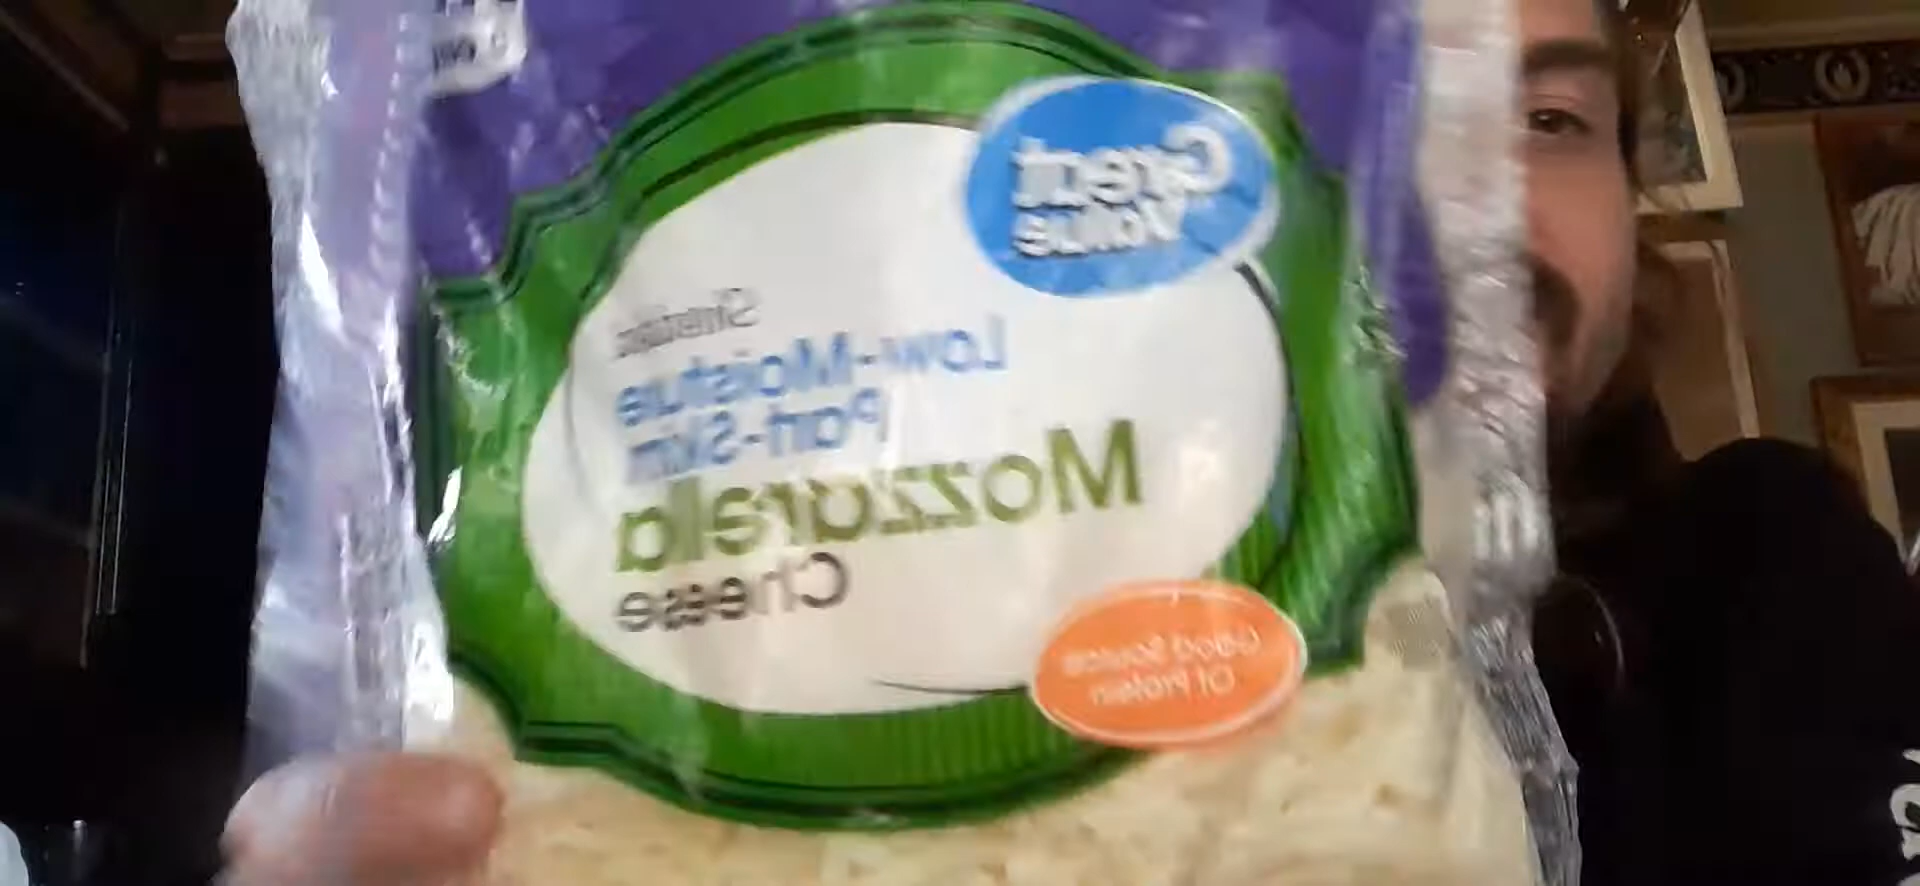 Great
Value
Low-Moisture
Part-Skim
Mozzarella
Cheese
Good Source
Of Protein